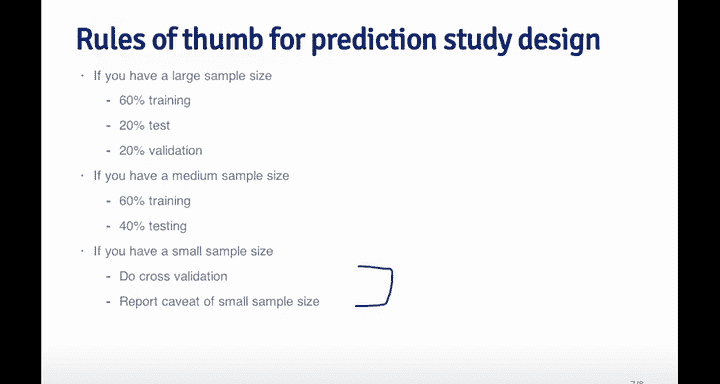 Rules of thumb for prediction study design
· If you have a large sample size
- 60% training
- 20% test
- 20% validation
· If you have a medium sample size
- 60% training
- 40% testing
· If you have a small sample size
- Do cross validation
- Report caveat of small sample size